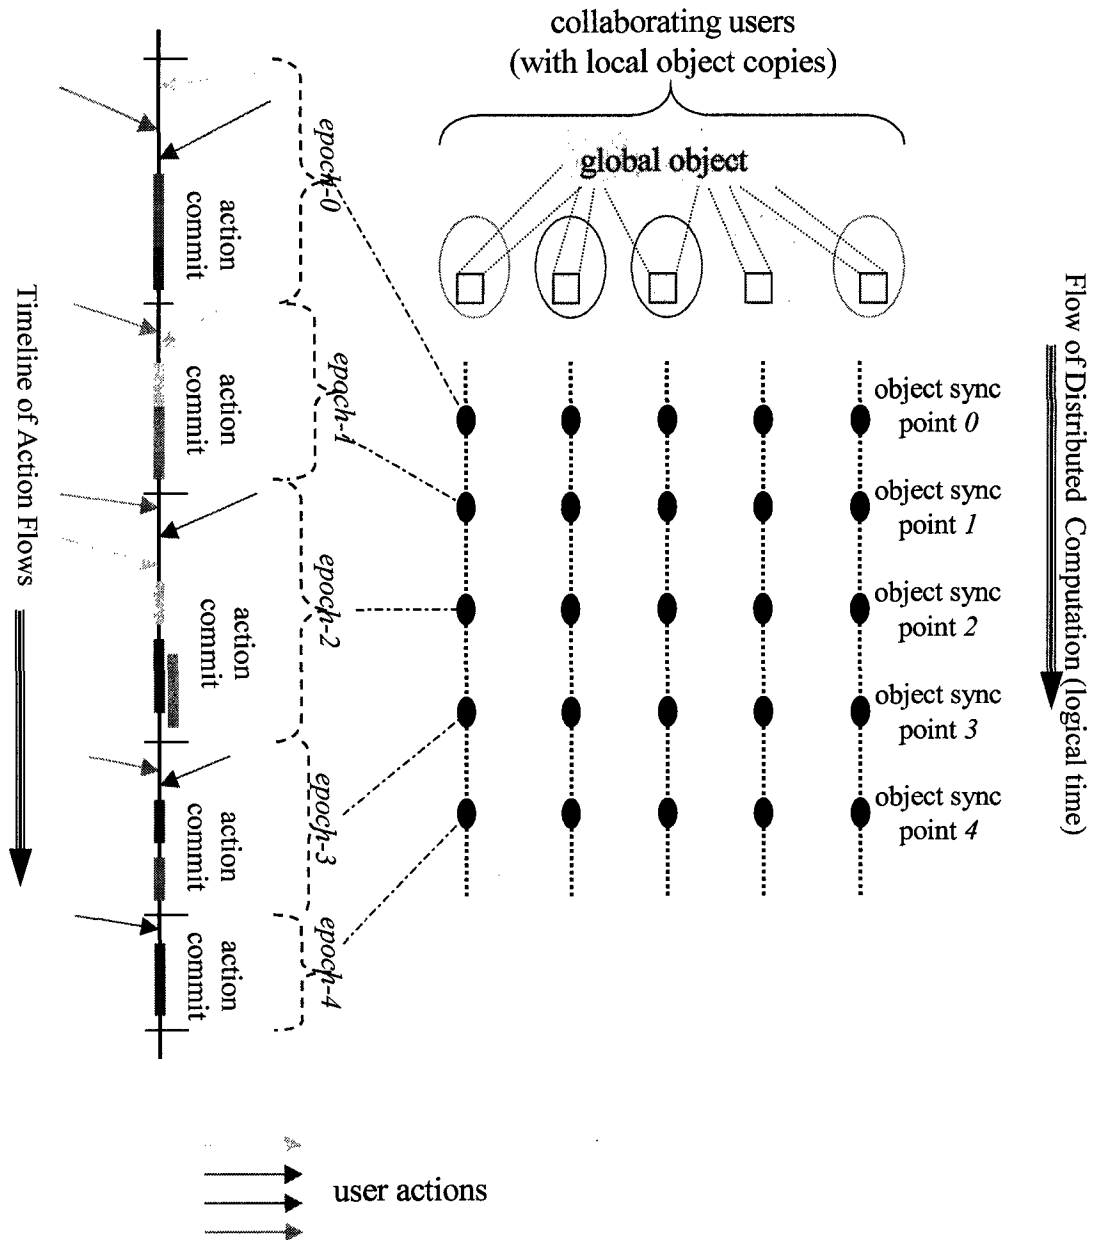 collaborating users
(with local object copies)
global object
epoch-0
action
commit
epoch-1
action
commit
epoch-2
action
commit
epoch-3
action
commit
epoch-4
action
commit
Timeline of Action Flows
object sync
point 0
object sync
point 1
object sync
point 2
object sync
point 3
object sync
point 4
Flow of Distributed Computation (logical time)
user actions